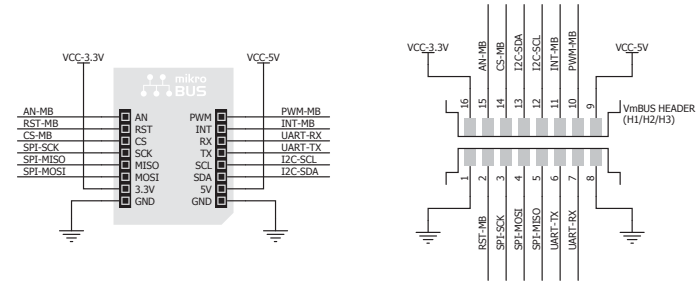 VCC-3.3V
VCC-5V
mikro
BUS
AN-MB
RST-MB
CS-MB
SPI-SCK
SPI-MISO
SPI-MOSI
AN
RST
CS
SCK
MISO
MOSI
3.3V
GND
PWM
INT
RX
TX
SCL
SDA
5V
GND
PWM-MB
INT-MB
UART-RX
UART-TX
I2C-SCL
I2C-SDA
VCC-3.3V
AN-MB
CS-MB
I2C-SDA
I2C-SCL
INT-MB
PWM-MB
VCC-5V
16 15 14 13 12 11 10 9
VmBUS HEADER
(H1/H2/H3)
1 2 3 4 5 6 7 8
RST-MB
SPI-SCK
SPI-MOSI
SPI-MISO
UART-TX
UART-RX